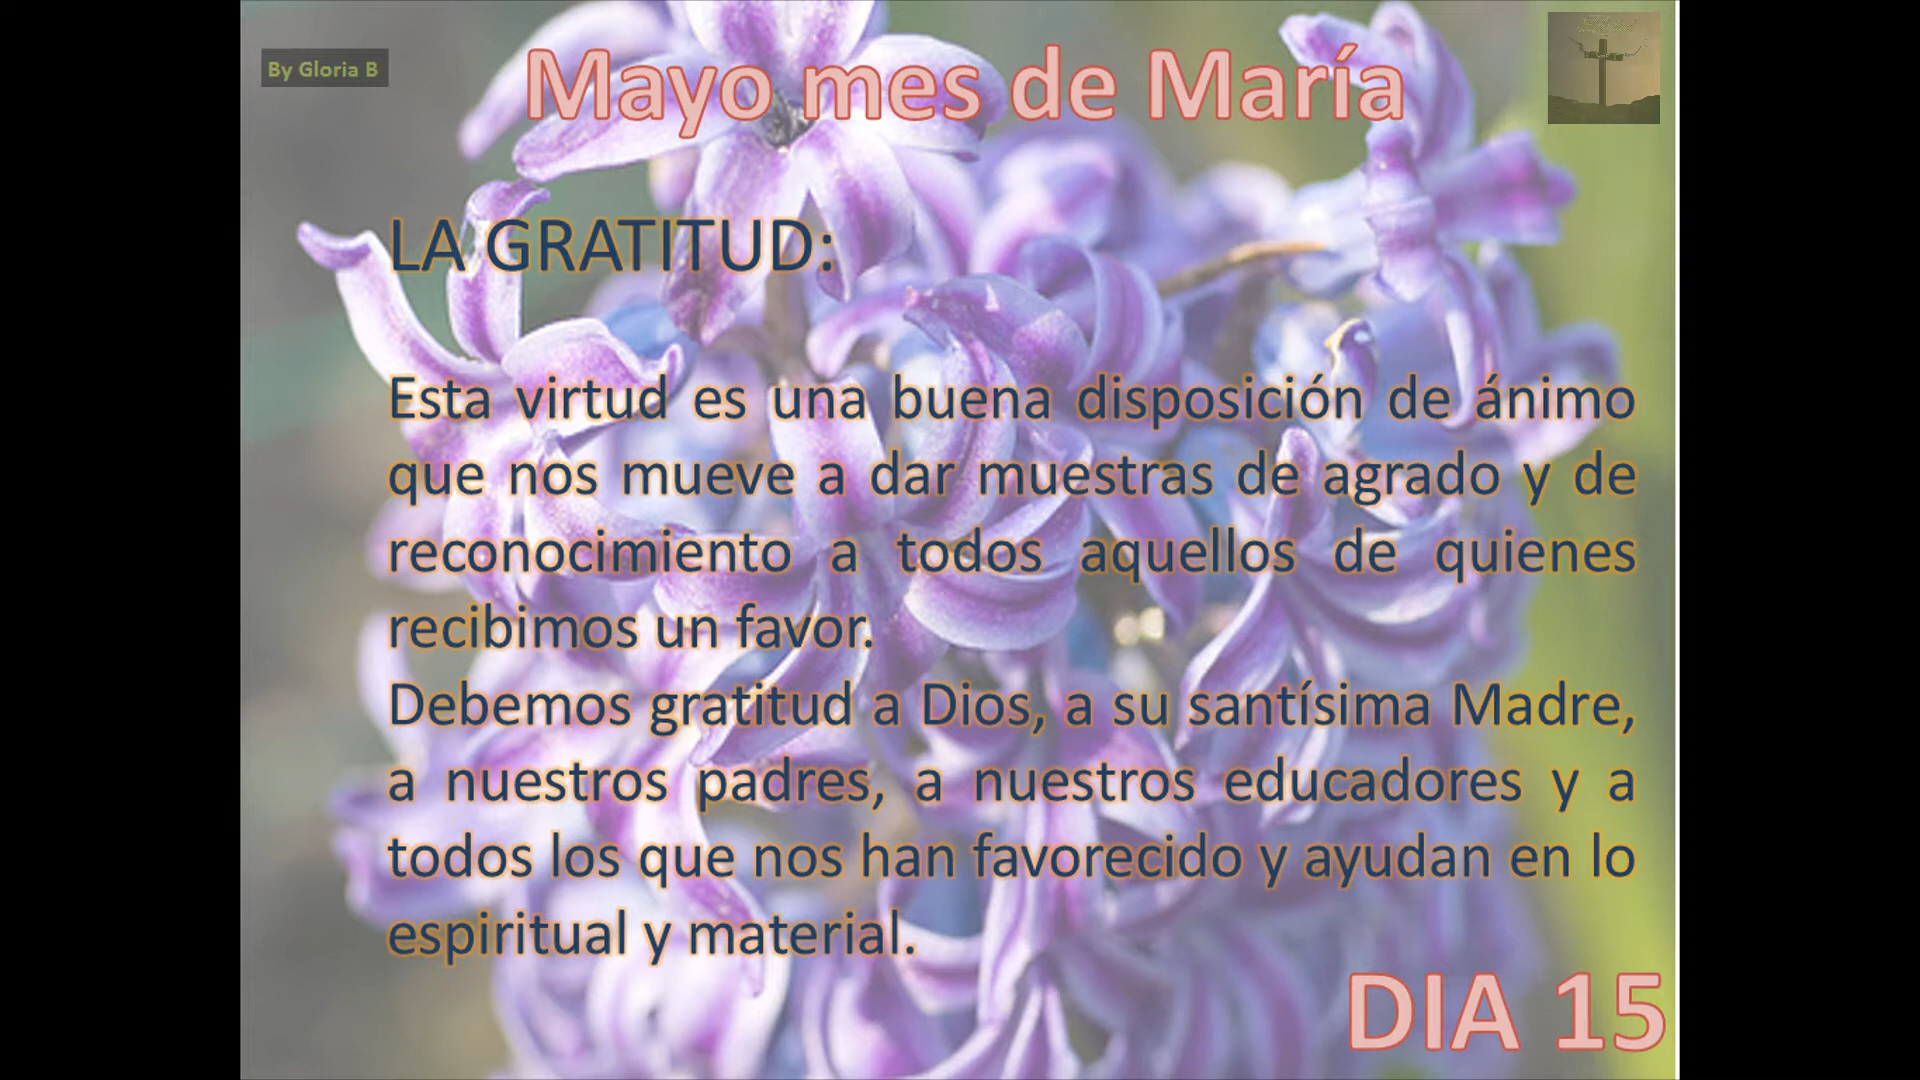 By Gloria B
Mayo mes de María
LA GRATITUD:
Esta virtud es una buena disposición de ánimo
que nos mueve a dar muestras de agrado y de
reconocimiento a todos aquellos de quienes
recibimos un favor.
Debemos gratitud a Dios, a su santísima Madre,
a nuestros padres, a nuestros educadores y a
todos los que nos han favorecido y ayudan en lo
espiritual y material.
DIA 15